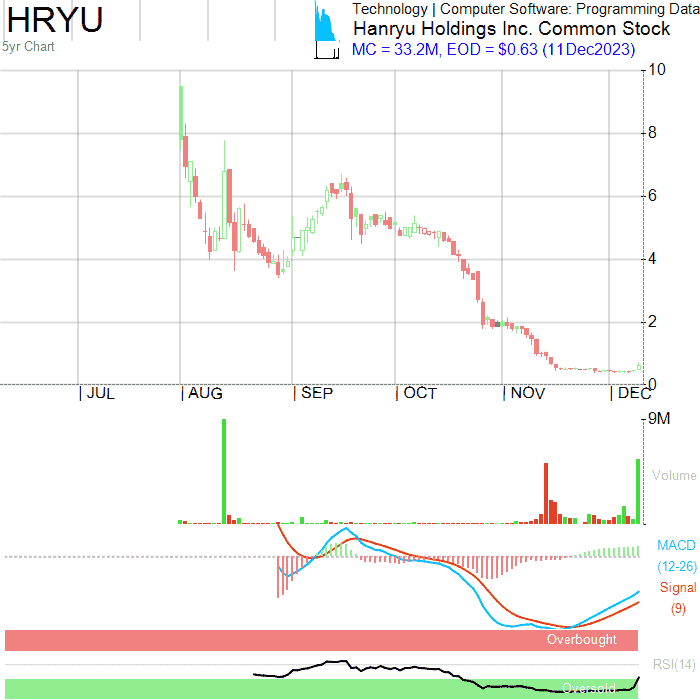 HRYU
5yr Chart
Technology | Computer Software: Programming Data
Hanryu Holdings Inc. Common Stock
MC = 33.2M, EOD = $0.63 (11Dec2023)
10
8
6
4
2
0
JUL AUG SEP OCT NOV DEC
9M
Volume
MACD
(12-26)
Signal
(9)
Overbought
RSI(14)
Oversold